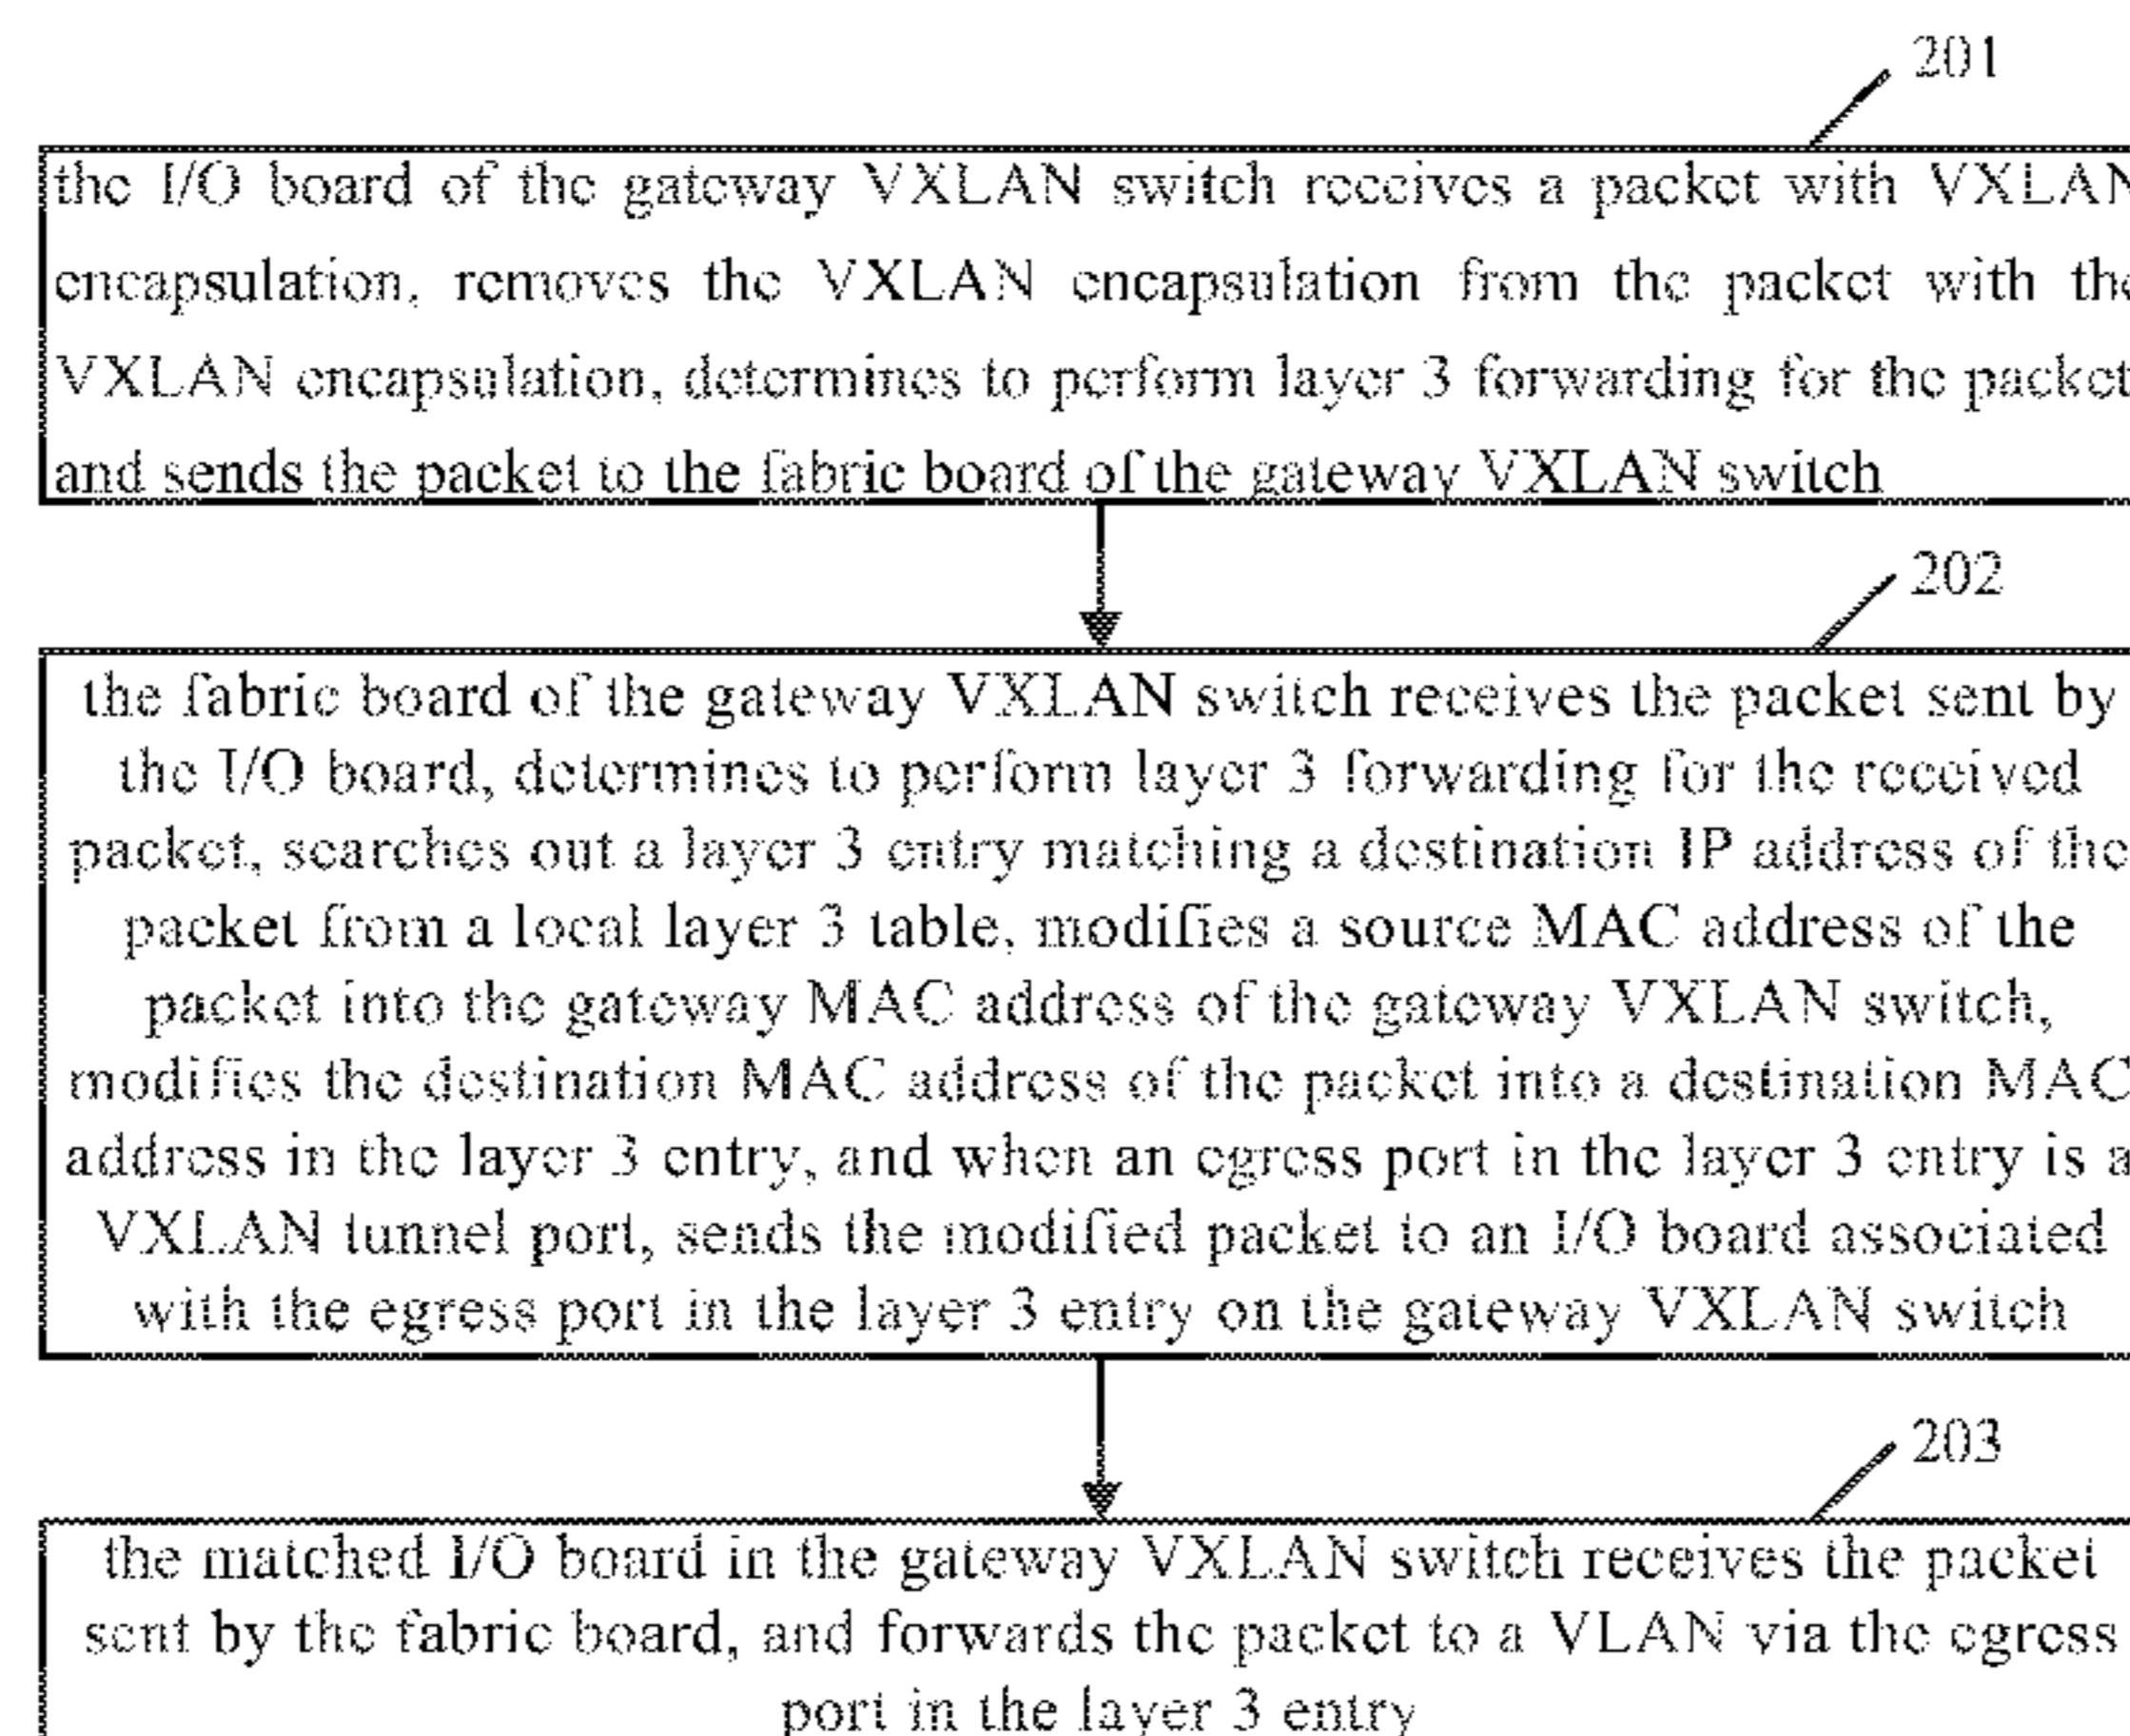 201
the I/O board of the gateway VXLAN switch receives a packet with VXLAN
encapsulation, removes the VXLAN encapsulation from the packet with the
VXLAN encapsulation, determines to perform layer 3 forwarding for the packet
and sends the packet to the fabric board of the gateway VXLAN switch
202
the fabric board of the gateway VXLAN switch receives the packet sent by
the I/O board, determines to perform layer 3 forwarding for the received
packet, searches out a layer 3 entry matching a destination IP address of the
packet from a local layer 3 table, modifies a source MAC address of the
packet into the gateway MAC address of the gateway VXLAN switch,
modifies the destination MAC address of the packet into a destination MAC
address in the layer 3 entry, and when an egress port in the layer 3 entry is a
VXLAN tunnel port, sends the modified packet to an I/O board associated
with the egress port in the layer 3 entry on the gateway VXLAN switch
203
the matched I/O board in the gateway VXLAN switch receives the packet
sent by the fabric board, and forwards the packet to a VLAN via the egress
port in the layer 3 entry